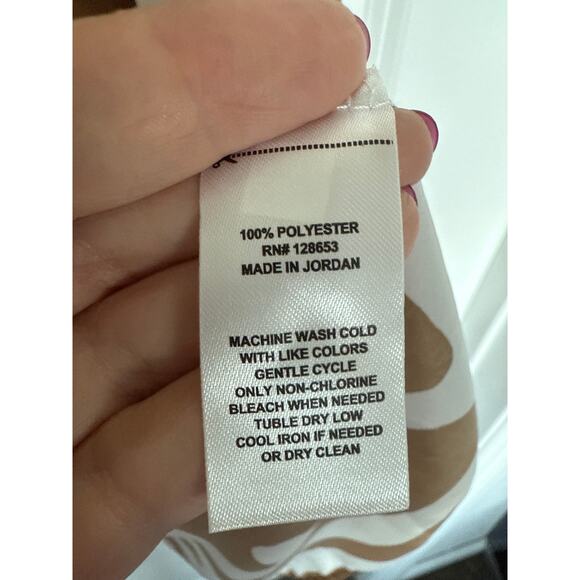 100% POLYESTER
RN# 128653
MADE IN JORDAN
MACHINE WASH COLD
WITH LIKE COLORS
GENTLE CYCLE
ONLY NON-CHLORINE
BLEACH WHEN NEEDED
TUBLE DRY LOW
COOL IRON IF NEEDED
OR DRY CLEAN